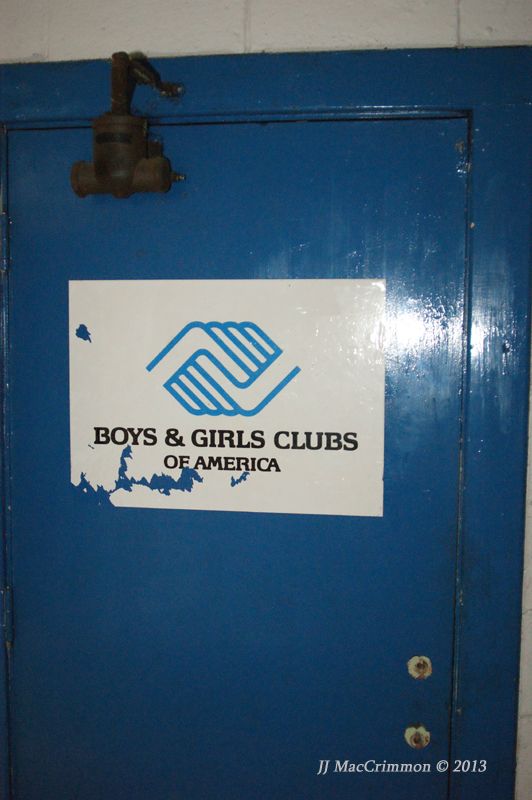 BOYS & GIRLS CLUBS
OF AMERICA
JJ MacCrimmon © 2013